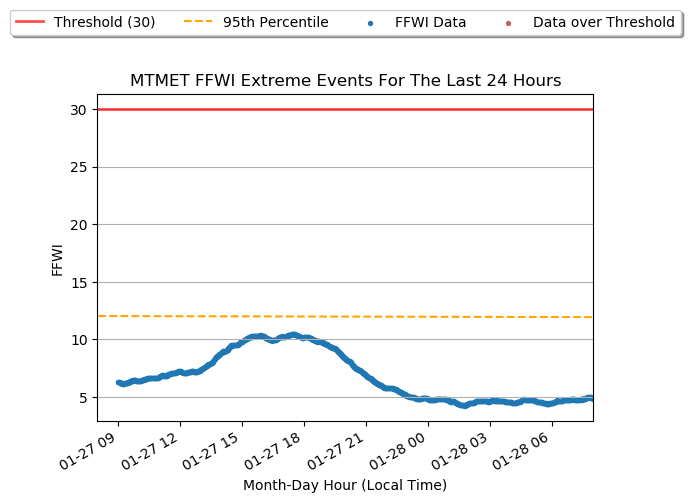 Threshold (30) 95th Percentile FFWI Data Data over Threshold
MTMET FFWI Extreme Events For The Last 24 Hours
30
25
20
15
10
5
FFWI
01-27 09 01-27 12 01-27 15 01-27 18 01-27 21 01-28 00 01-28 03 01-28 06
Month-Day Hour (Local Time)